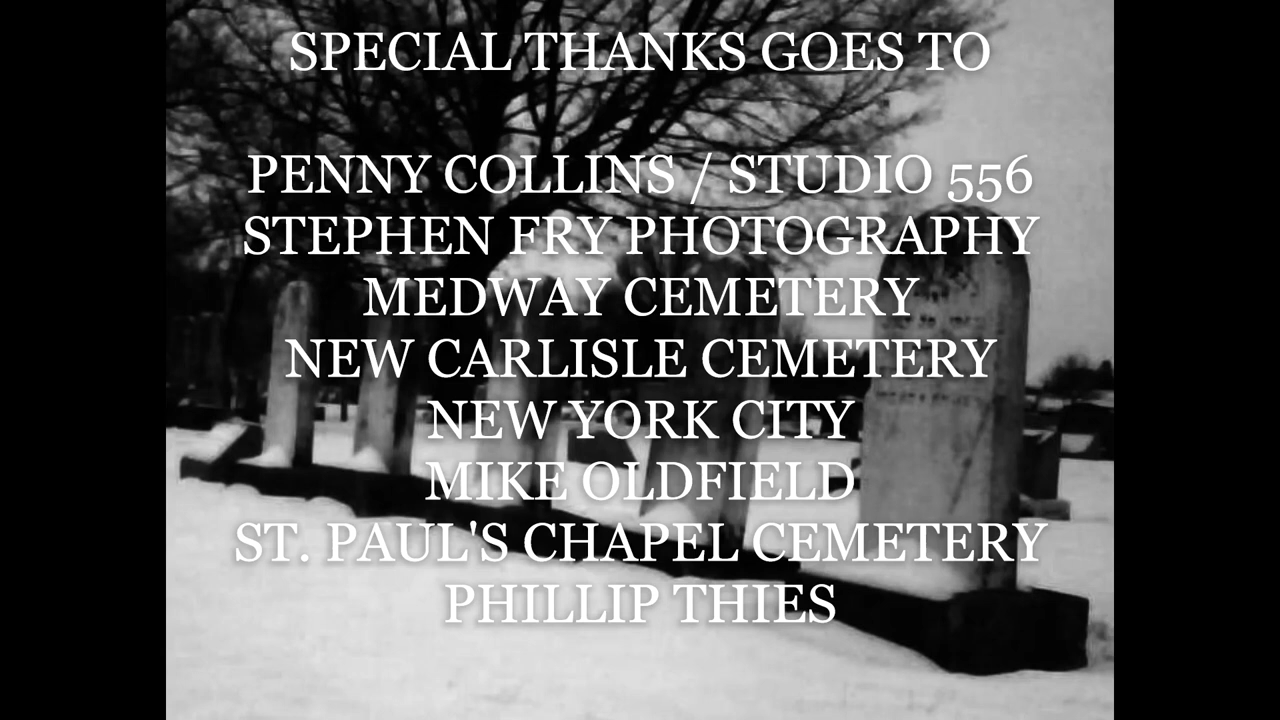 SPECIAL THANKS GOES TO
PENNY COLLINS / STUDIO 556
STEPHEN FRY PHOTOGRAPHY
MEDWAY CEMETERY
NEW CARLISLE CEMETERY
NEW YORK CITY
MIKE OLDFIELD
ST. PAUL'S CHAPEL CEMETERY
PHILLIP THIES